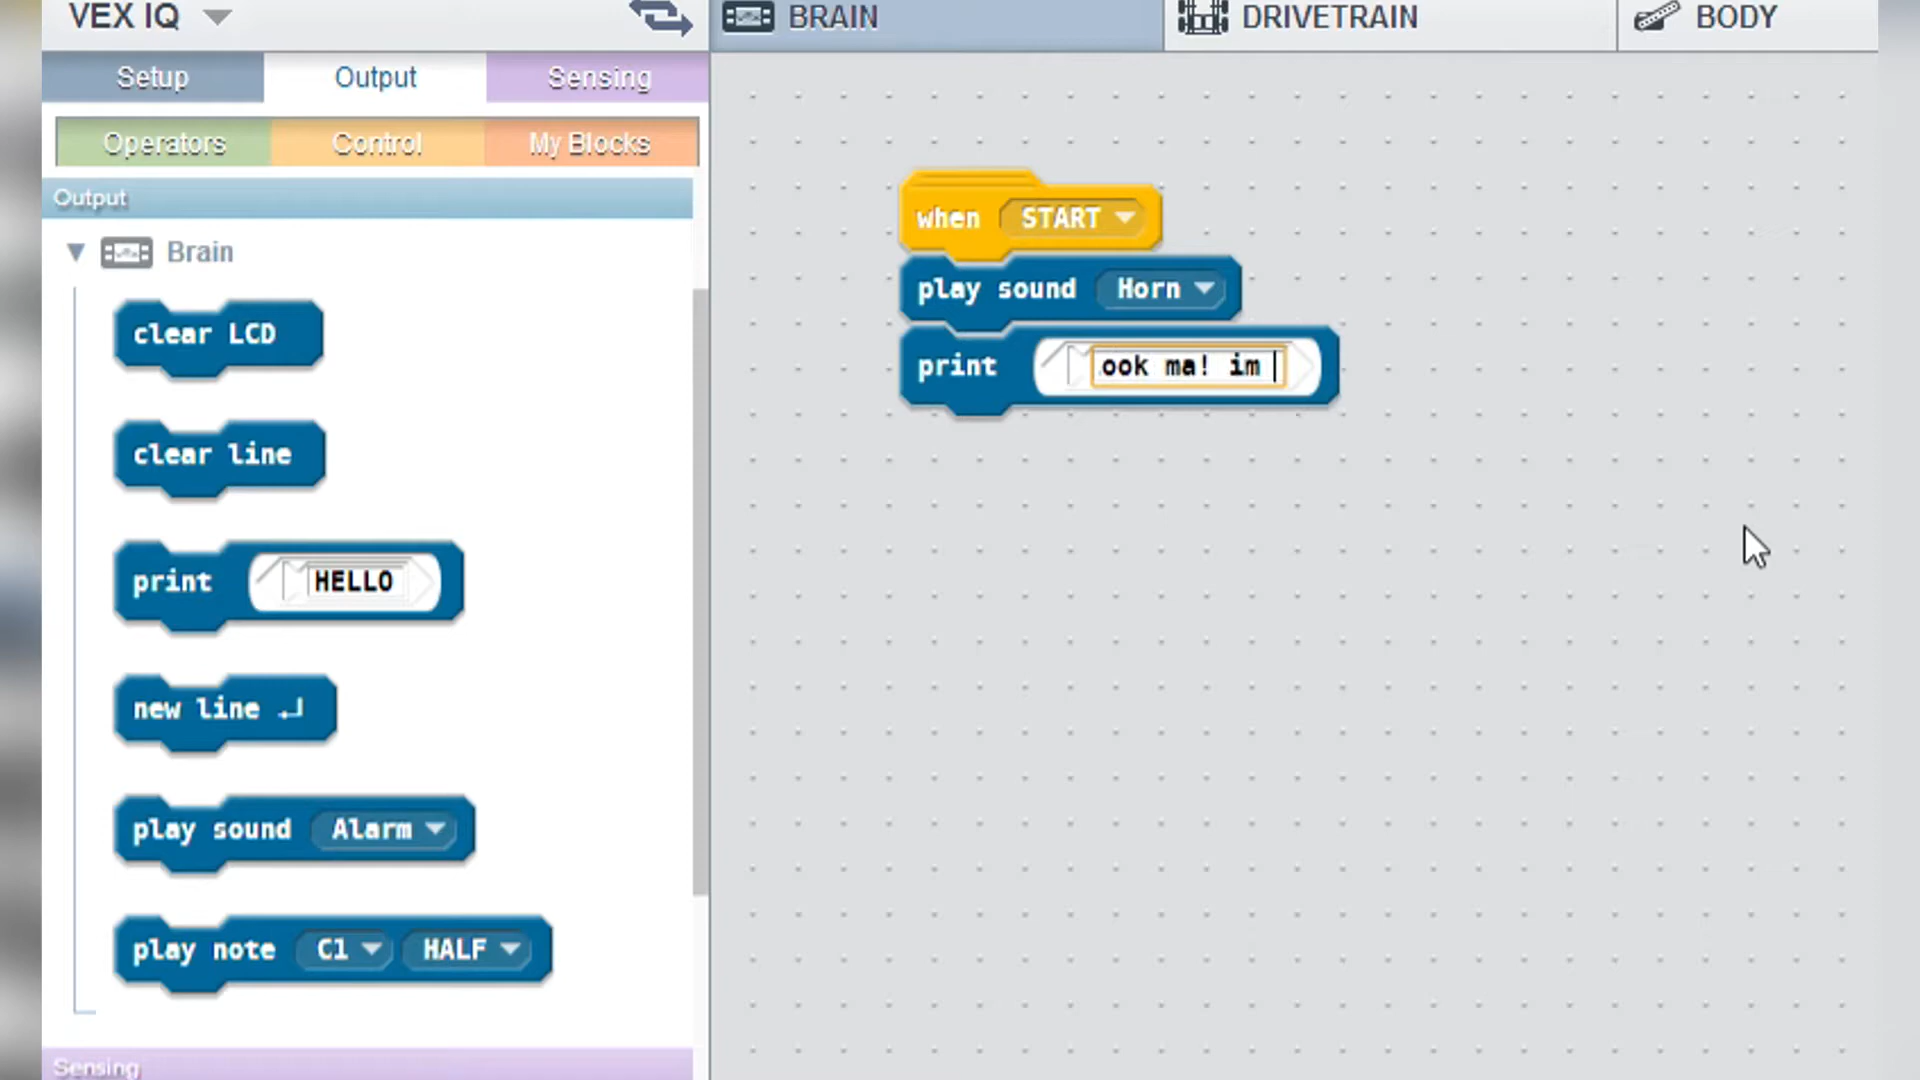 VEX IQ
BRAIN
DRIVETRAIN
BODY
Setup
Output
Sensing
Operators
Control
My Blocks
Output
Brain
clear LCD
clear line
print HELLO
new line ↵
play sound Alarm
play note C1 HALF
Sensing
when START
play sound Horn
print ook ma! im